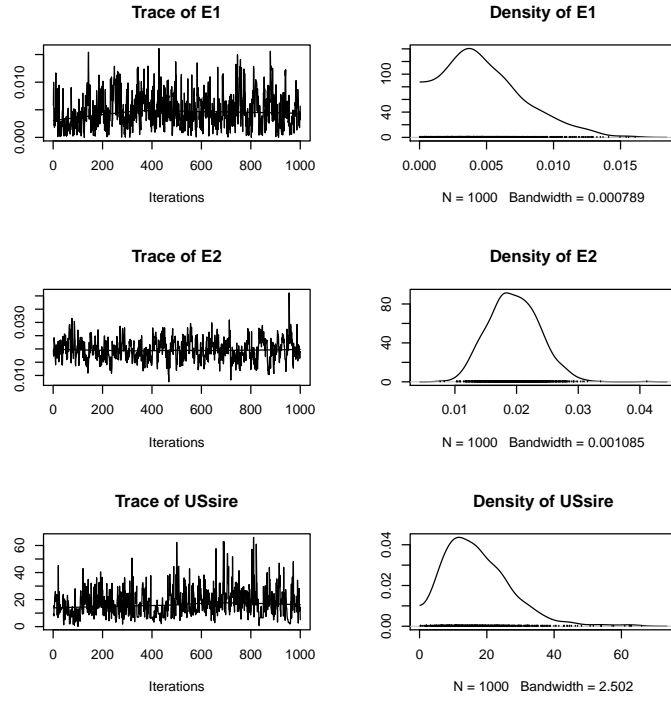 Trace of E1
0.000 0.010
0 200 400 600 800 1000
Iterations
Density of E1
0 40 100
0.000 0.005 0.010 0.015
N = 1000 Bandwidth = 0.000789
Trace of E2
0.010 0.030
0 200 400 600 800 1000
Iterations
Density of E2
0 40 80
0.01 0.02 0.03 0.04
N = 1000 Bandwidth = 0.001085
Trace of USsire
0 20 40 60
0 200 400 600 800 1000
Iterations
Density of USsire
0.00 0.02 0.04
0 20 40 60
N = 1000 Bandwidth = 2.502